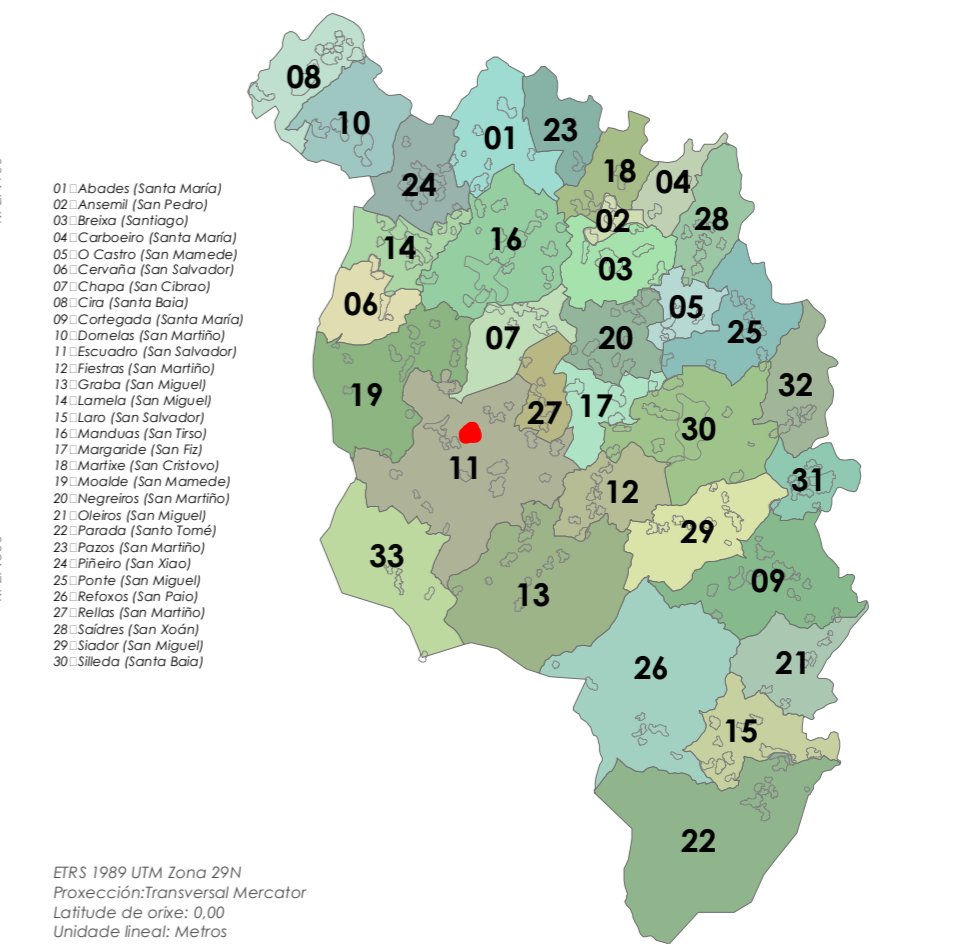 08
10
01
23
18
04
24
02
28
14
16
03
06
05
07
20
25
19
32
27
17
30
11
12
31
29
33
13
09
26
21
15
22
01 Abades (Santa María)
02 Ansemil (San Pedro)
03 Breixa (Santiago)
04 Carboeiro (Santa María)
05 O Castro (San Mamede)
06 Cervaña (San Salvador)
07 Chapa (San Cibrao)
08 Cira (Santa Baia)
09 Cortegada (Santa María)
10 Dornelas (San Martiño)
11 Escuadro (San Salvador)
12 Fiestras (San Martiño)
13 Graba (San Miguel)
14 Lamela (San Miguel)
15 Laro (San Salvador)
16 Manduas (San Tirso)
17 Margaride (San Fiz)
18 Martixe (San Cristovo)
19 Moalde (San Mamede)
20 Negreiros (San Martiño)
21 Oleiros (San Miguel)
22 Parada (Santo Tomé)
23 Pazos (San Martiño)
24 Piñeiro (San Xiao)
25 Ponte (San Miguel)
26 Refoxos (San Paio)
27 Rellas (San Martiño)
28 Saídres (San Xoán)
29 Siador (San Miguel)
30 Silleda (Santa Baia)
ETRS 1989 UTM Zona 29N
Proxección:Transversal Mercator
Latitude de orixe: 0,00
Unidade lineal: Metros